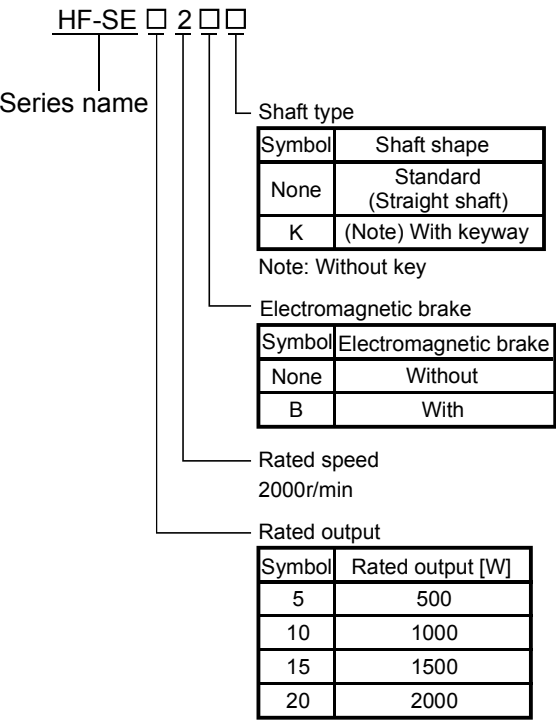 HF-SE □ 2 □ □
Series name
Shaft type
Symbol Shaft shape
None Standard
(Straight shaft)
K (Note) With keyway
Note: Without key
Electromagnetic brake
Symbol Electromagnetic brake
None Without
B With
Rated speed
2000r/min
Rated output
Symbol Rated output [W]
5 500
10 1000
15 1500
20 2000